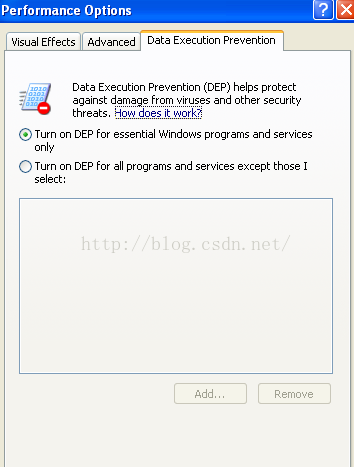 Performance Options
Visual Effects
Advanced
Data Execution Prevention
1010
0101
Data Execution Prevention (DEP) helps protect
against damage from viruses and other security
threats. How does it work?
Turn on DEP for essential Windows programs and services
only
Turn on DEP for all programs and services except those I
select:
http://blog.csdn.net/
Add...
Remove